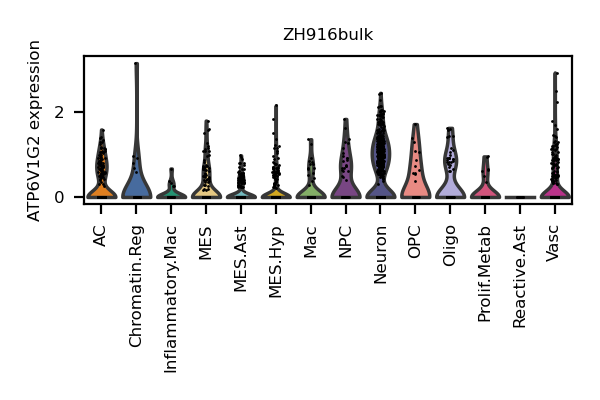 ZH916bulk
ATP6V1G2 expression
2
0
AC
Chromatin.Reg
Inflammatory.Mac
MES
MES.Ast
MES.Hyp
Mac
NPC
Neuron
OPC
Oligo
Prolif.Metab
Reactive.Ast
Vasc